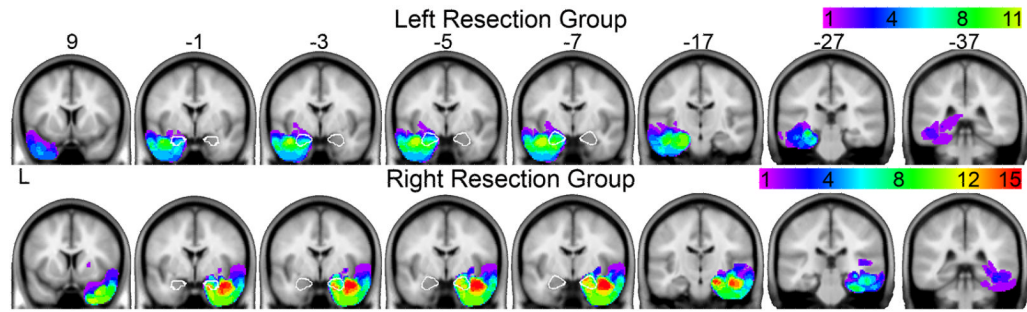 Left Resection Group
1 4 8 11
9 -1 -3 -5 -7 -17 -27 -37
L
Right Resection Group
1 4 8 12 15